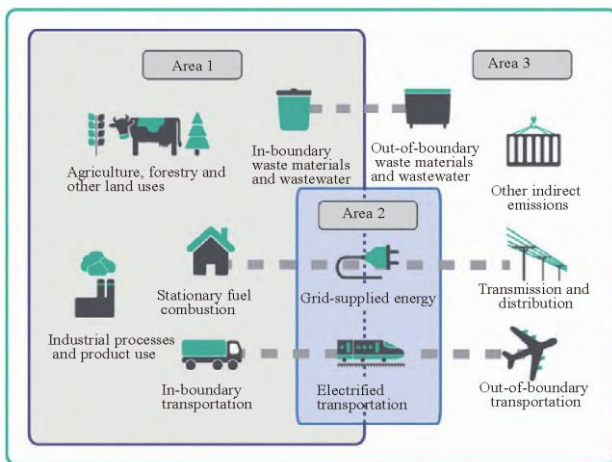 Area 1
Area 3
Agriculture, forestry and
other land uses
In-boundary
waste materials
and wastewater
Out-of-boundary
waste materials
and wastewater
Other indirect
emissions
Area 2
Stationary fuel
combustion
Grid-supplied energy
Transmission and
distribution
Industrial processes
and product use
In-boundary
transportation
Electrified
transportation
Out-of-boundary
transportation